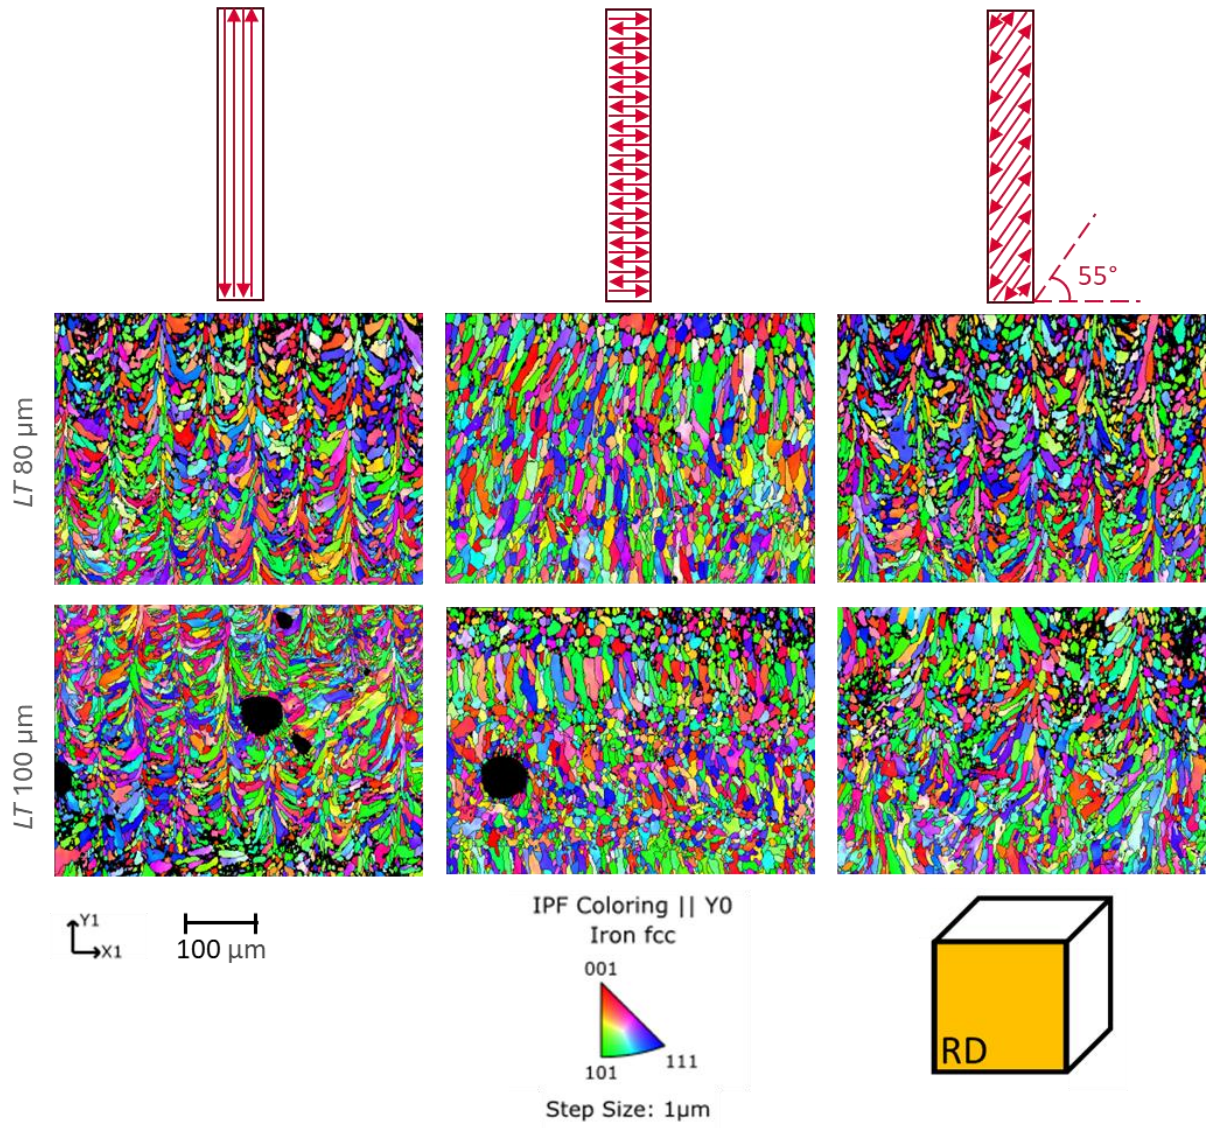 55°
LT 80 µm
LT 100 µm
Y1
X1
100 µm
IPF Coloring || Y0
Iron fcc
001
101
111
Step Size: 1µm
RD